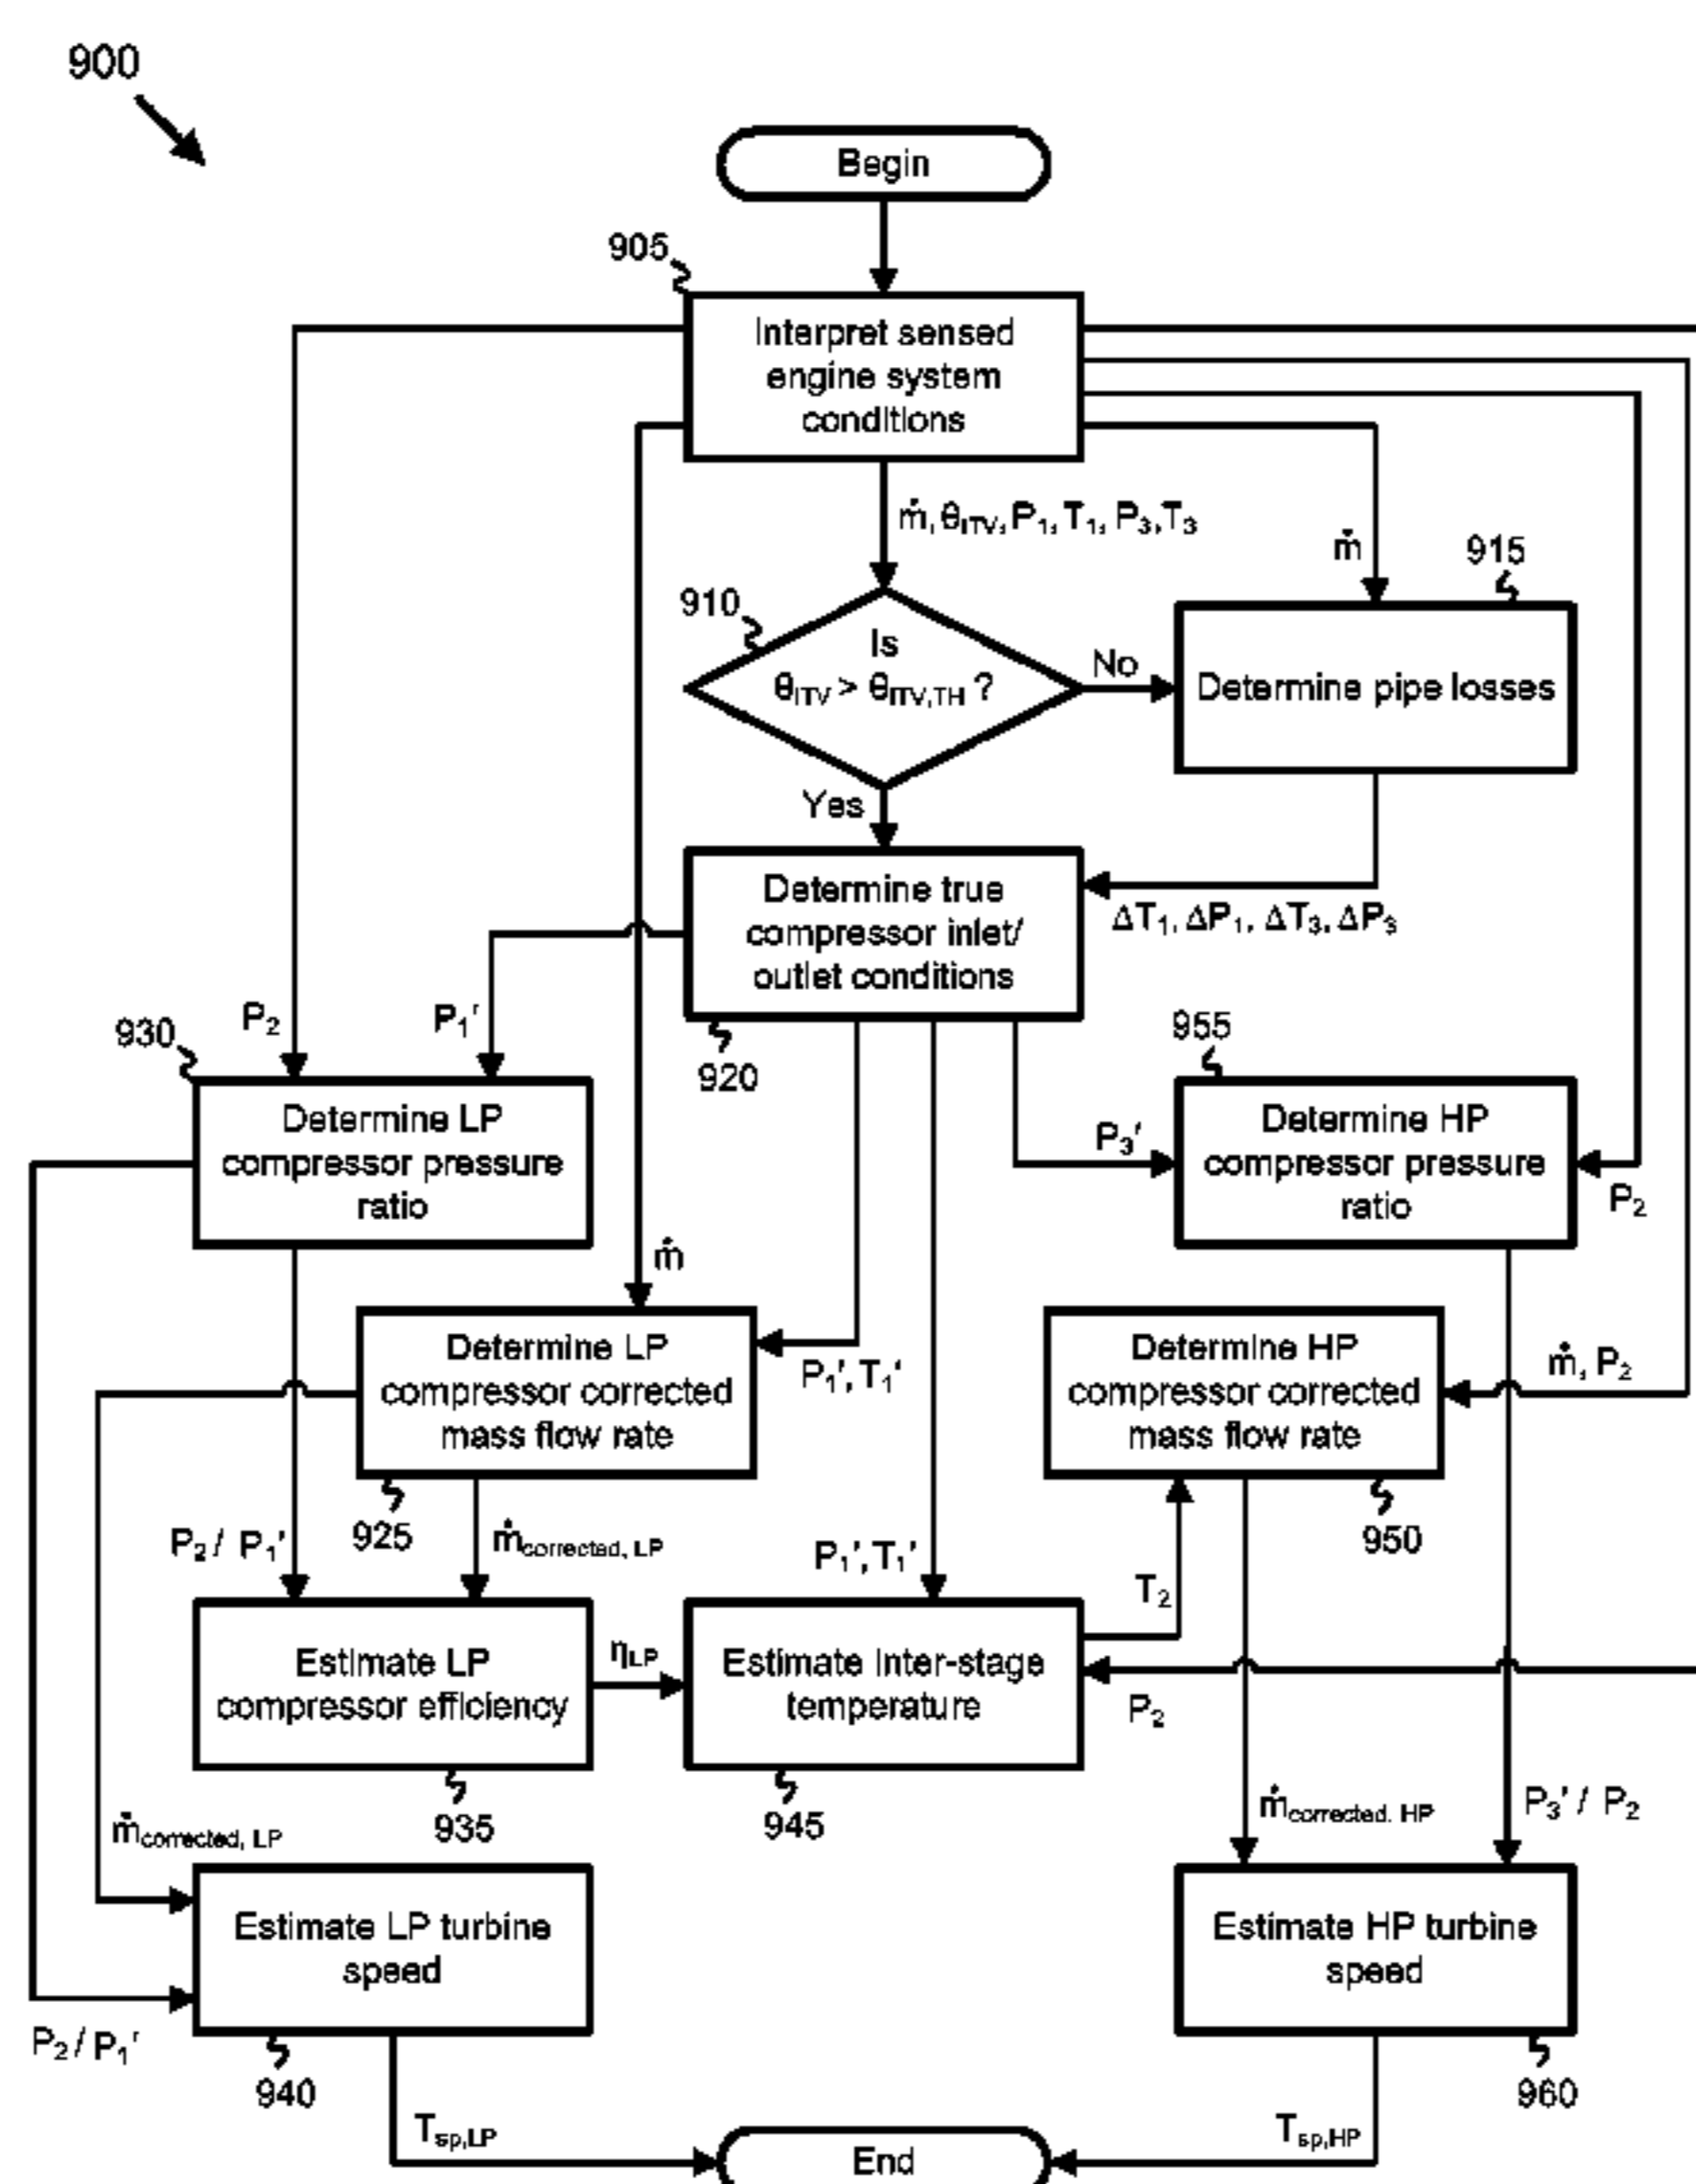 900
Begin
905
Interpret sensed
engine system
conditions
ṁ, θITV, P1, T1, P3, T3
ṁ
915
910
Is
θITV > θITV,TH ?
No
Determine pipe losses
Yes
Determine true
compressor inlet/
outlet conditions
ΔT1, ΔP1, ΔT3, ΔP3
P2
P1'
930
920
955
Determine LP
compressor pressure
ratio
P3'
Determine HP
compressor pressure
ratio
P2
ṁ
Determine LP
compressor corrected
mass flow rate
P1', T1'
Determine HP
compressor corrected
mass flow rate
ṁ, P2
P2 / P1'
925
ṁcorrected, LP
P1', T1'
T2
950
Estimate LP
compressor efficiency
ηLP
Estimate inter-stage
temperature
P2
935
945
ṁcorrected, LP
ṁcorrected, HP
P3' / P2
Estimate LP turbine
speed
Estimate HP turbine
speed
P2 / P1'
940
960
Tsp,LP
Tsp,HP
End